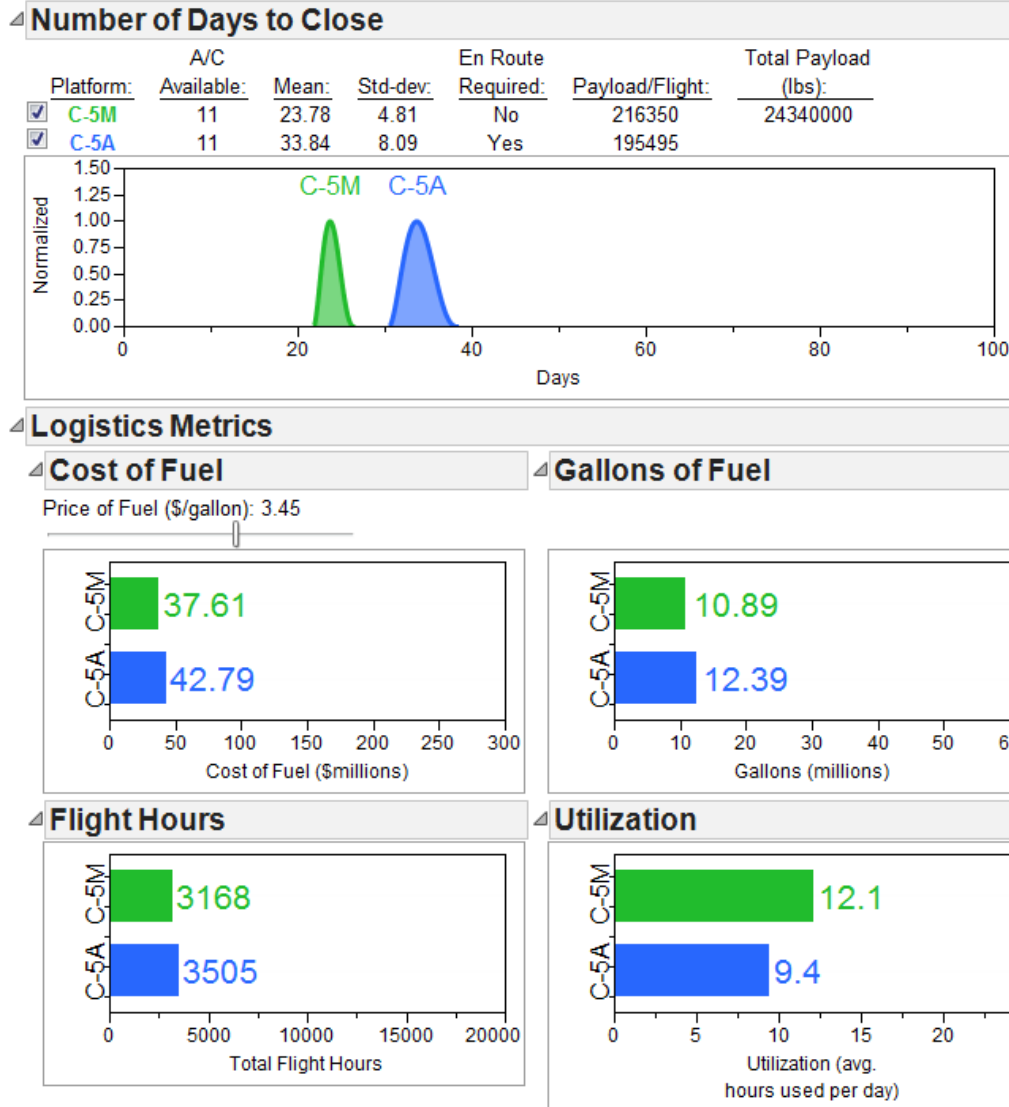 Number of Days to Close
A/C En Route Total Payload
Platform: Available: Mean: Std-dev: Required: Payload/Flight: (lbs):
C-5M 11 23.78 4.81 No 216350 24340000
C-5A 11 33.84 8.09 Yes 195495
1.50
1.25
1.00
0.75
0.50
0.25
0.00
Normalized
C-5M C-5A
0 20 40 60 80 100
Days
Logistics Metrics
Cost of Fuel
Price of Fuel ($/gallon): 3.45
C-5M 37.61
C-5A 42.79
0 50 100 150 200 250 300
Cost of Fuel ($millions)
Gallons of Fuel
C-5M 10.89
C-5A 12.39
0 10 20 30 40 50 6
Gallons (millions)
Flight Hours
C-5M 3168
C-5A 3505
0 5000 10000 15000 20000
Total Flight Hours
Utilization
C-5M 12.1
C-5A 9.4
0 5 10 15 20
Utilization (avg.
hours used per day)